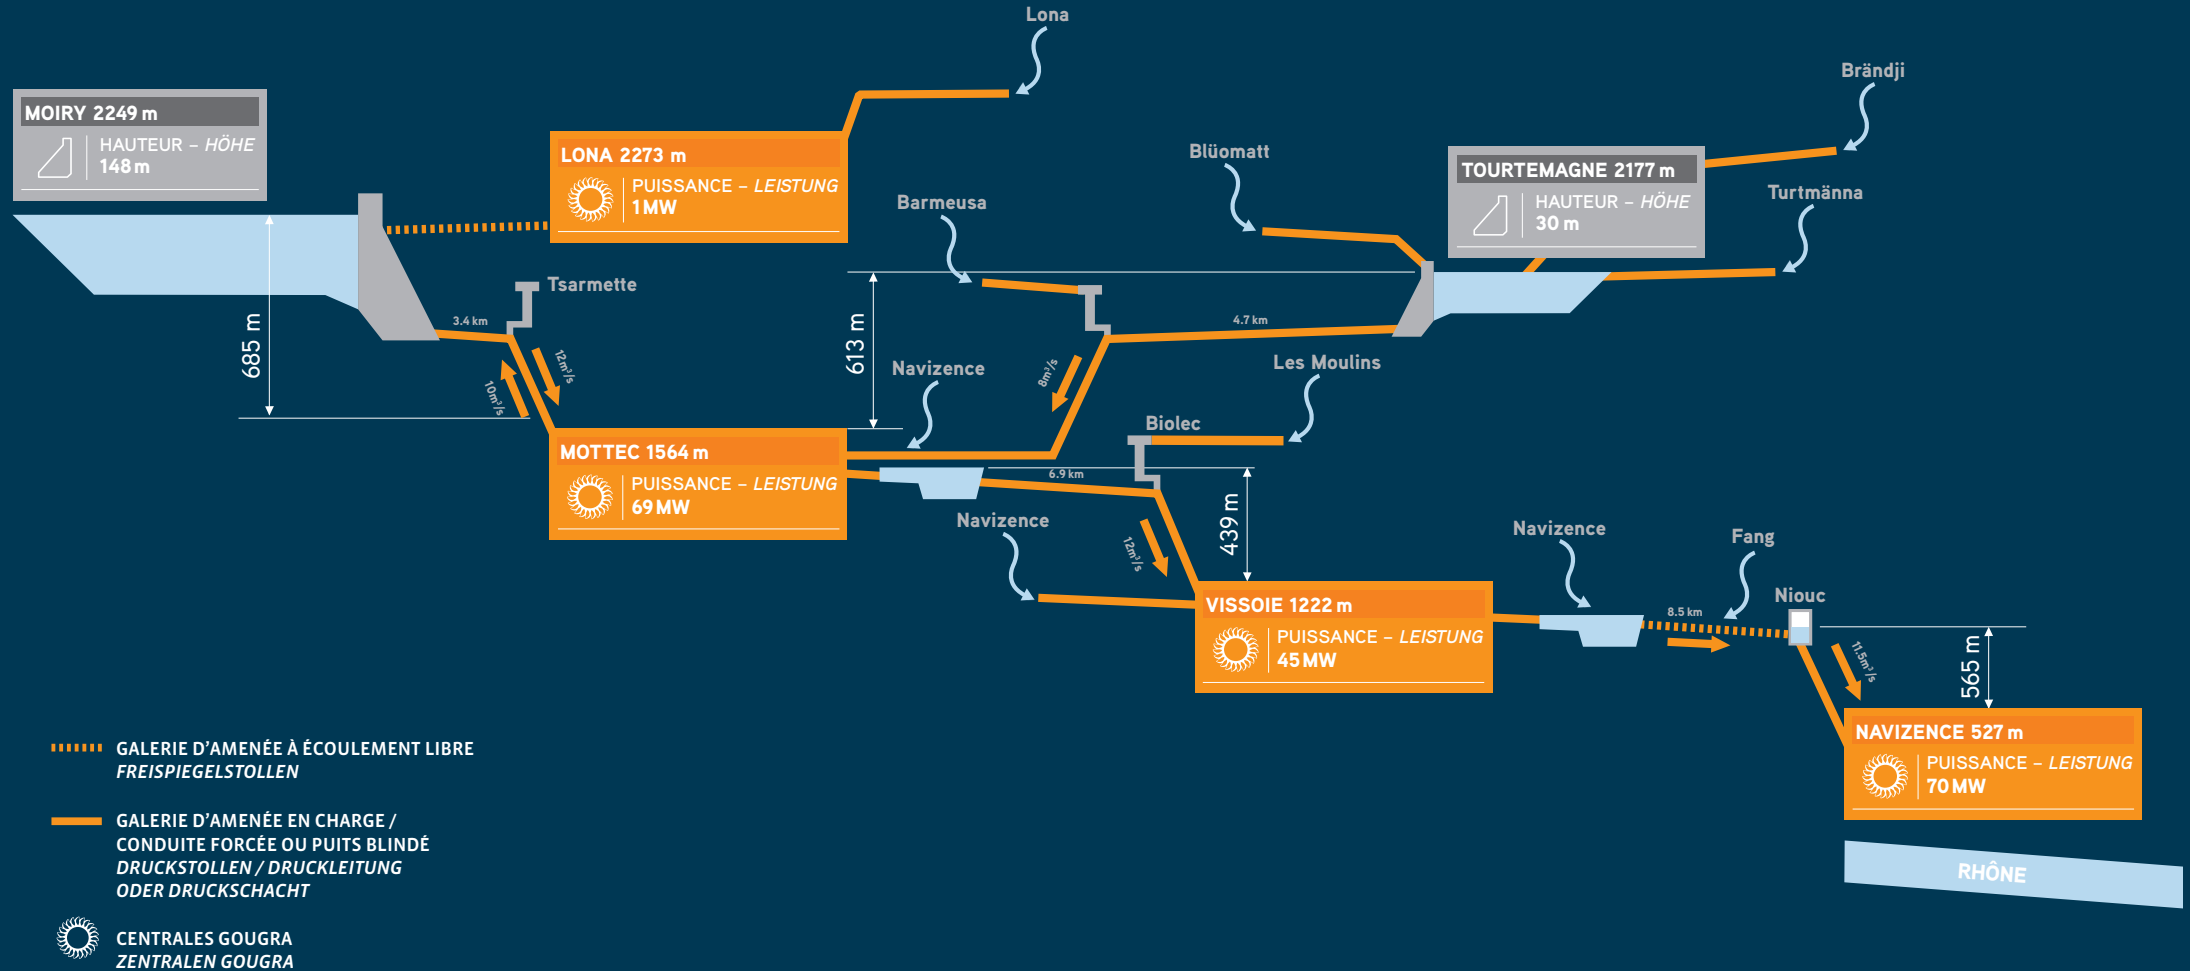 Lona
Brändji
MOIRY 2249 m
HAUTEUR – HÖHE
148 m
LONA 2273 m
PUISSANCE – LEISTUNG
1 MW
Blüomatt
TOURTEMAGNE 2177 m
HAUTEUR – HÖHE
30 m
Turtmänna
Barmeusa
Tsarmette
3.4 km
685 m
12m³/s
10m³/s
613 m
4.7 km
8m³/s
Navizence
Les Moulins
Biolec
MOTTEC 1564 m
PUISSANCE – LEISTUNG
69 MW
6.9 km
439 m
Navizence
12m³/s
Navizence
Fang
Niouc
8.5 km
VISSOIE 1222 m
PUISSANCE – LEISTUNG
45 MW
11.5m³/s
565 m
NAVIZENCE 527 m
PUISSANCE – LEISTUNG
70 MW
RHÔNE
GALERIE D'AMENÉE À ÉCOULEMENT LIBRE
FREISPIEGELSTOLLEN
GALERIE D'AMENÉE EN CHARGE /
CONDUITE FORCÉE OU PUITS BLINDÉ
DRUCKSTOLLEN / DRUCKLEITUNG
ODER DRUCKSCHACHT
CENTRALES GOUGRA
ZENTRALEN GOUGRA